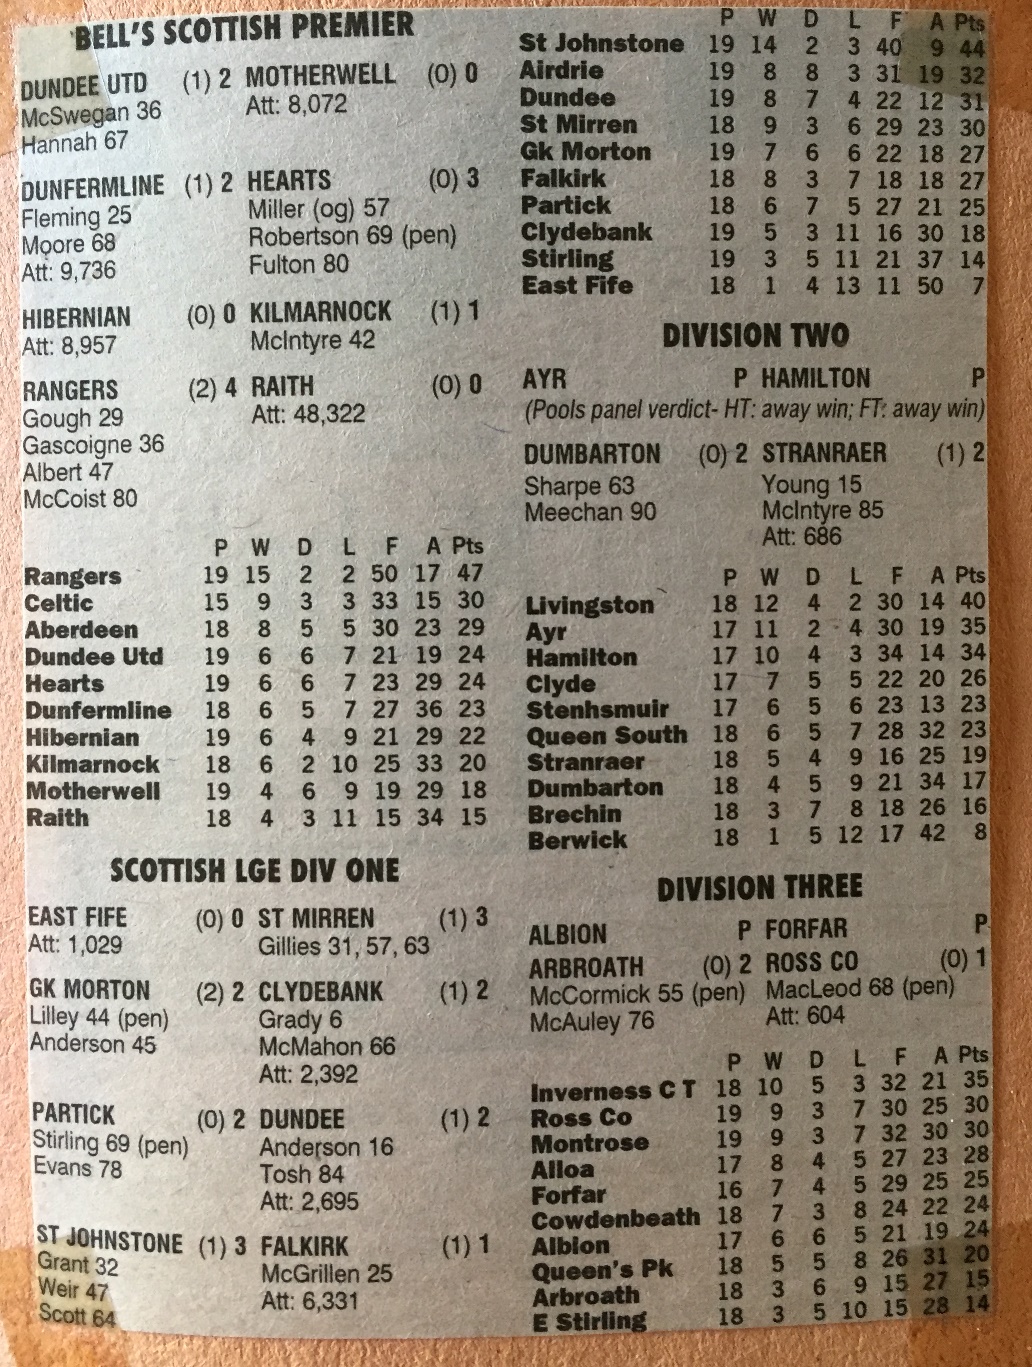 BELL'S SCOTTISH PREMIER
DUNDEE UTD (1) 2 MOTHERWELL (0) 0
McSwegan 36 Att: 8,072
Hannah 67
DUNFERMLINE (1) 2 HEARTS (0) 3
Fleming 25 Miller (og) 57
Moore 68 Robertson 69 (pen)
Att: 9,736 Fulton 80
HIBERNIAN (0) 0 KILMARNOCK (1) 1
Att: 8,957 McIntyre 42
RANGERS (2) 4 RAITH (0) 0
Gough 29 Att: 48,322
Gascoigne 36
Albert 47
McCoist 80
P W D L F A Pts
Rangers 19 15 2 2 50 17 47
Celtic 15 9 3 3 33 15 30
Aberdeen 18 8 5 5 30 23 29
Dundee Utd 19 6 6 7 21 19 24
Hearts 19 6 6 7 23 29 24
Dunfermline 18 6 5 7 27 36 23
Hibernian 19 6 4 9 21 29 22
Kilmarnock 18 6 2 10 25 33 20
Motherwell 19 4 6 9 19 29 18
Raith 18 4 3 11 15 34 15
SCOTTISH LGE DIV ONE
EAST FIFE (0) 0 ST MIRREN (1) 3
Att: 1,029 Gillies 31, 57, 63
GK MORTON (2) 2 CLYDEBANK (1) 2
Lilley 44 (pen) Grady 6
Anderson 45 McMahon 66
Att: 2,392
PARTICK (0) 2 DUNDEE (1) 2
Stirling 69 (pen) Anderson 16
Evans 78 Tosh 84
Att: 2,695
ST JOHNSTONE (1) 3 FALKIRK (1) 1
Grant 32 McGrillen 25
Weir 47 Att: 6,331
Scott 64
P W D L F A Pts
St Johnstone 19 14 2 3 40 9 44
Airdrie 19 8 8 3 31 19 32
Dundee 19 8 7 4 22 12 31
St Mirren 18 9 3 6 29 23 30
Gk Morton 19 7 6 6 22 18 27
Falkirk 18 8 3 7 18 18 27
Partick 18 6 7 5 27 21 25
Clydebank 19 5 3 11 16 30 18
Stirling 19 3 5 11 21 37 14
East Fife 18 1 4 13 11 50 7
DIVISION TWO
AYR P HAMILTON P
(Pools panel verdict- HT: away win; FT: away win)
DUMBARTON (0) 2 STRANRAER (1) 2
Sharpe 63 Young 15
Meechan 90 McIntyre 85
Att: 686
P W D L F A Pts
Livingston 18 12 4 2 30 14 40
Ayr 17 11 2 4 30 19 35
Hamilton 17 10 4 3 34 14 34
Clyde 17 7 5 5 22 20 26
Stenhsmuir 17 6 5 6 23 13 23
Queen South 18 6 5 7 28 32 23
Stranraer 18 5 4 9 16 25 19
Dumbarton 18 4 5 9 21 34 17
Brechin 18 3 7 8 18 26 16
Berwick 18 1 5 12 17 42 8
DIVISION THREE
ALBION P FORFAR P
ARBROATH (0) 2 ROSS CO (0) 1
McCormick 55 (pen) MacLeod 68 (pen)
McAuley 76 Att: 604
P W D L F A Pts
Inverness C T 18 10 5 3 32 21 35
Ross Co 19 9 3 7 30 25 30
Montrose 19 9 3 7 32 30 30
Alloa 17 8 4 5 27 23 28
Forfar 16 7 4 5 29 25 25
Cowdenbeath 18 7 3 8 24 22 24
Albion 17 6 6 5 21 19 24
Queen's Pk 18 5 5 8 26 31 20
Arbroath 18 3 6 9 15 27 15
E Stirling 18 3 5 10 15 28 14